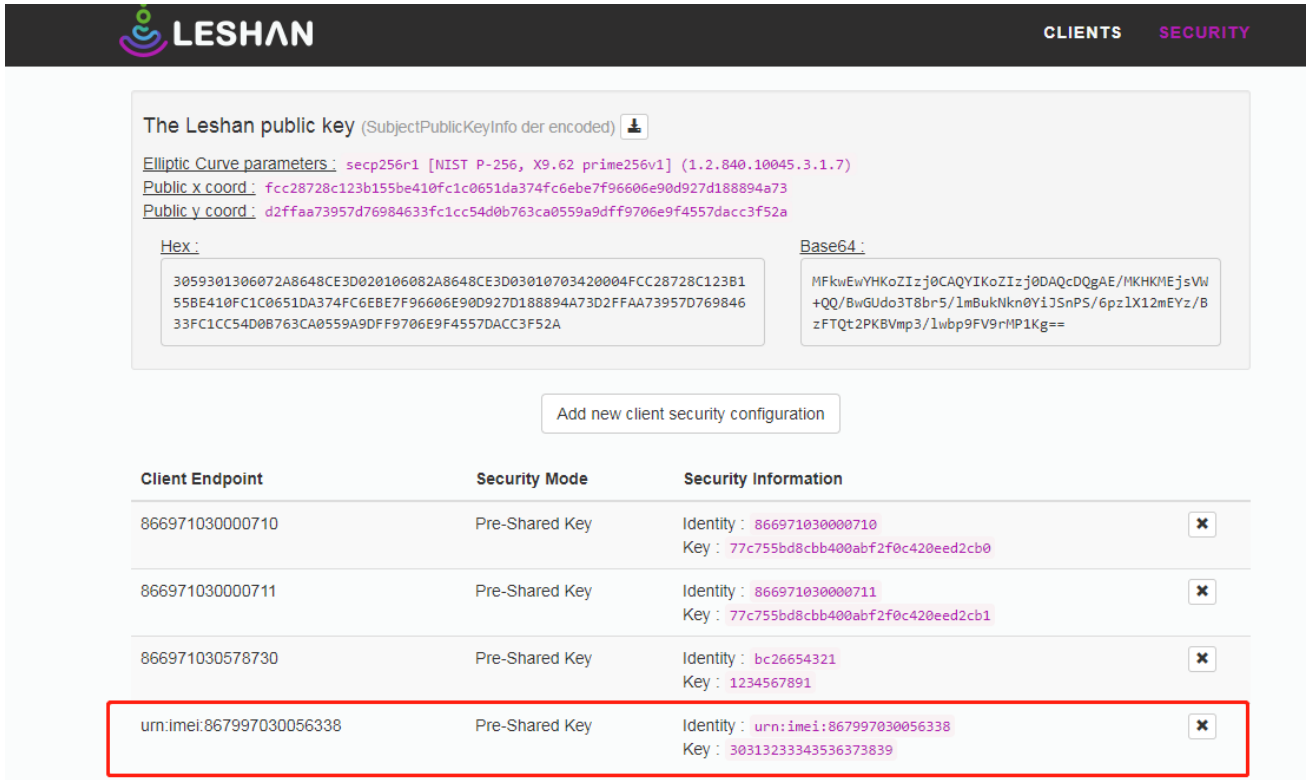 LESHAN
CLIENTS SECURITY
The Leshan public key (SubjectPublicKeyInfo der encoded)
Elliptic Curve parameters : secp256r1 [NIST P-256, X9.62 prime256v1] (1.2.840.10045.3.1.7)
Public x coord : fcc28728c123b155be410fc1c0651da374fc6ebe7f96606e90d927d188894a73
Public y coord : d2ffaa73957d76984633fc1cc54d0b763ca0559a9dff9706e9f4557dacc3f52a
Hex :
3059301306072A8648CE3D020106082A8648CE3D03010703420004FCC28728C123B1
55BE410FC1C0651DA374FC6EBE7F96606E90D927D188894A73D2FFAA73957D769846
33FC1CC54D0B763CA0559A9DFF9706E9F4557DACC3F52A
Base64 :
MFkwEwYHKoZIzj0CAQYIKoZIzj0DAQcDQgAE/MKHKMEjsVW
+QQ/BwGUdo3T8br5/lmBukNkn0YiJSnPS/6pzlX12mEYz/B
zFTQt2PKBVmp3/lwbp9FV9rMP1Kg==
Add new client security configuration
Client Endpoint Security Mode Security Information
866971030000710 Pre-Shared Key Identity : 866971030000710
Key : 77c755bd8cbb400abf2f0c420eed2cb0
866971030000711 Pre-Shared Key Identity : 866971030000711
Key : 77c755bd8cbb400abf2f0c420eed2cb1
866971030578730 Pre-Shared Key Identity : bc26654321
Key : 1234567891
urn:imei:867997030056338 Pre-Shared Key Identity : urn:imei:867997030056338
Key : 30313233343536373839